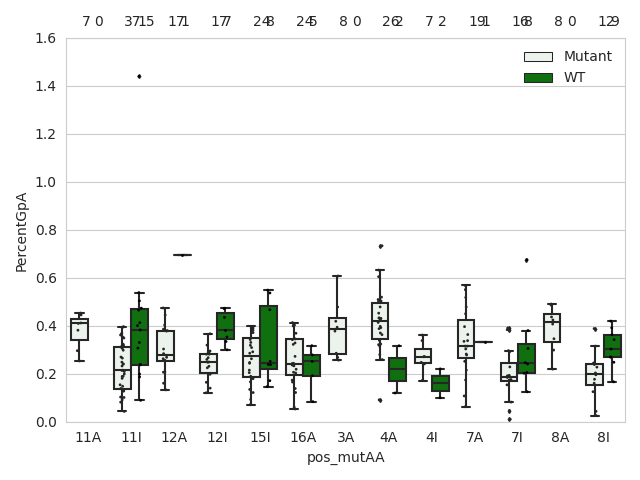 7 0 37 15 17 1 17 7 24 8 24 5 8 0 26 2 7 2 19 1 16 8 8 0 12 9
1.6
Mutant
WT
1.4
1.2
1.0
0.8
0.6
0.4
0.2
0.0
PercentGpA
11A 11I 12A 12I 15I 16A 3A 4A 4I 7A 7I 8A 8I
pos_mutAA